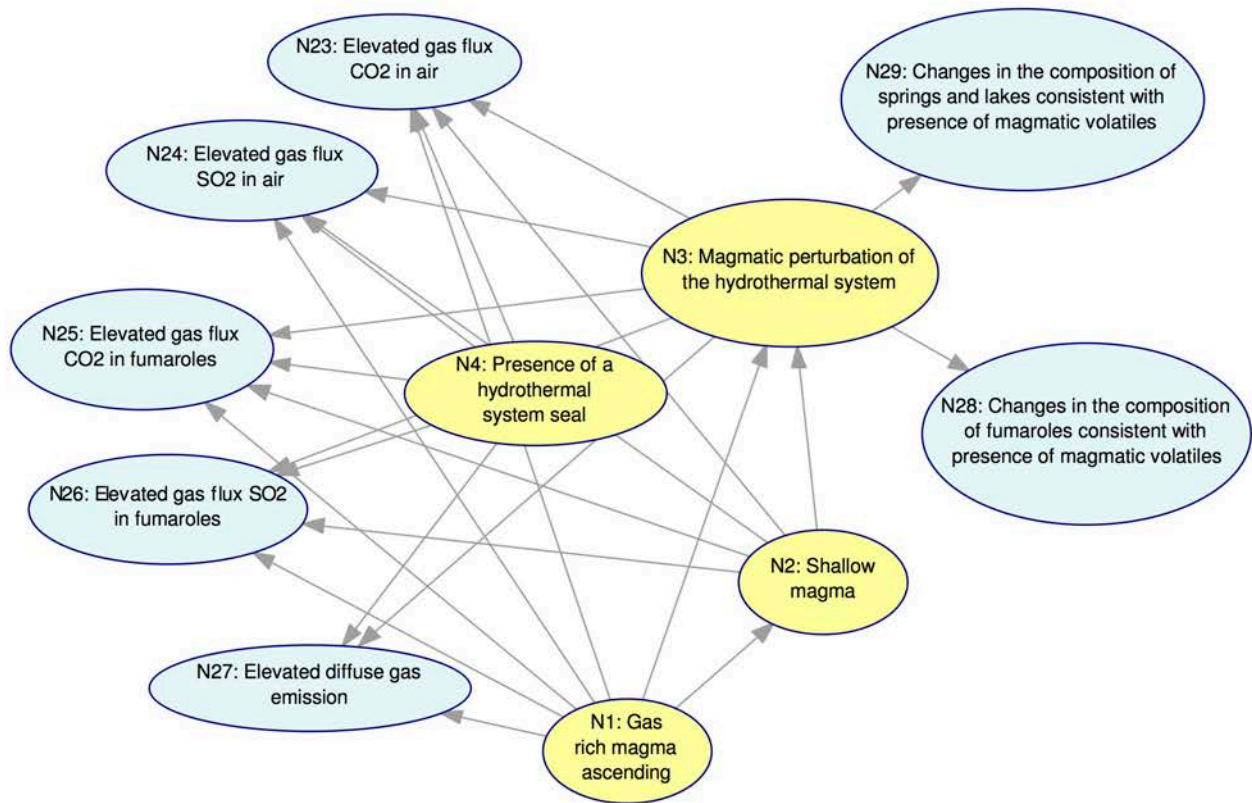 N23: Elevated gas flux
CO2 in air
N29: Changes in the composition of
springs and lakes consistent with
presence of magmatic volatiles
N24: Elevated gas flux
SO2 in air
N3: Magmatic perturbation of
the hydrothermal system
N25: Elevated gas flux
CO2 in fumaroles
N4: Presence of a
hydrothermal
system seal
N28: Changes in the composition
of fumaroles consistent with
presence of magmatic volatiles
N26: Elevated gas flux SO2
in fumaroles
N2: Shallow
magma
N27: Elevated diffuse gas
emission
N1: Gas
rich magma
ascending